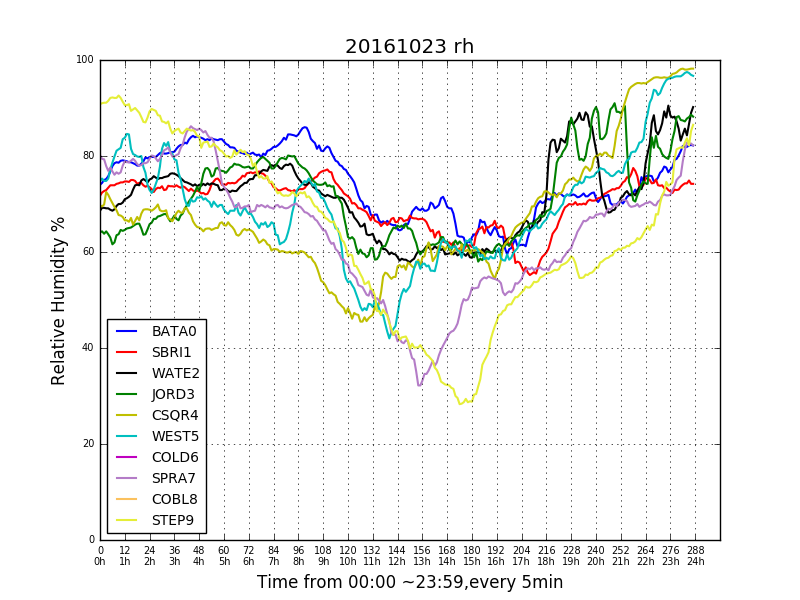 20161023 rh
Relative Humidity %
100
80
60
40
20
0
BATA0
SBRI1
WATE2
JORD3
CSQR4
WEST5
COLD6
SPRA7
COBL8
STEP9
0 12 24 36 48 60 72 84 96 108 120 132 144 156 168 180 192 204 216 228 240 252 264 276 288
0h 1h 2h 3h 4h 5h 6h 7h 8h 9h 10h 11h 12h 13h 14h 15h 16h 17h 18h 19h 20h 21h 22h 23h 24h
Time from 00:00 ~23:59,every 5min